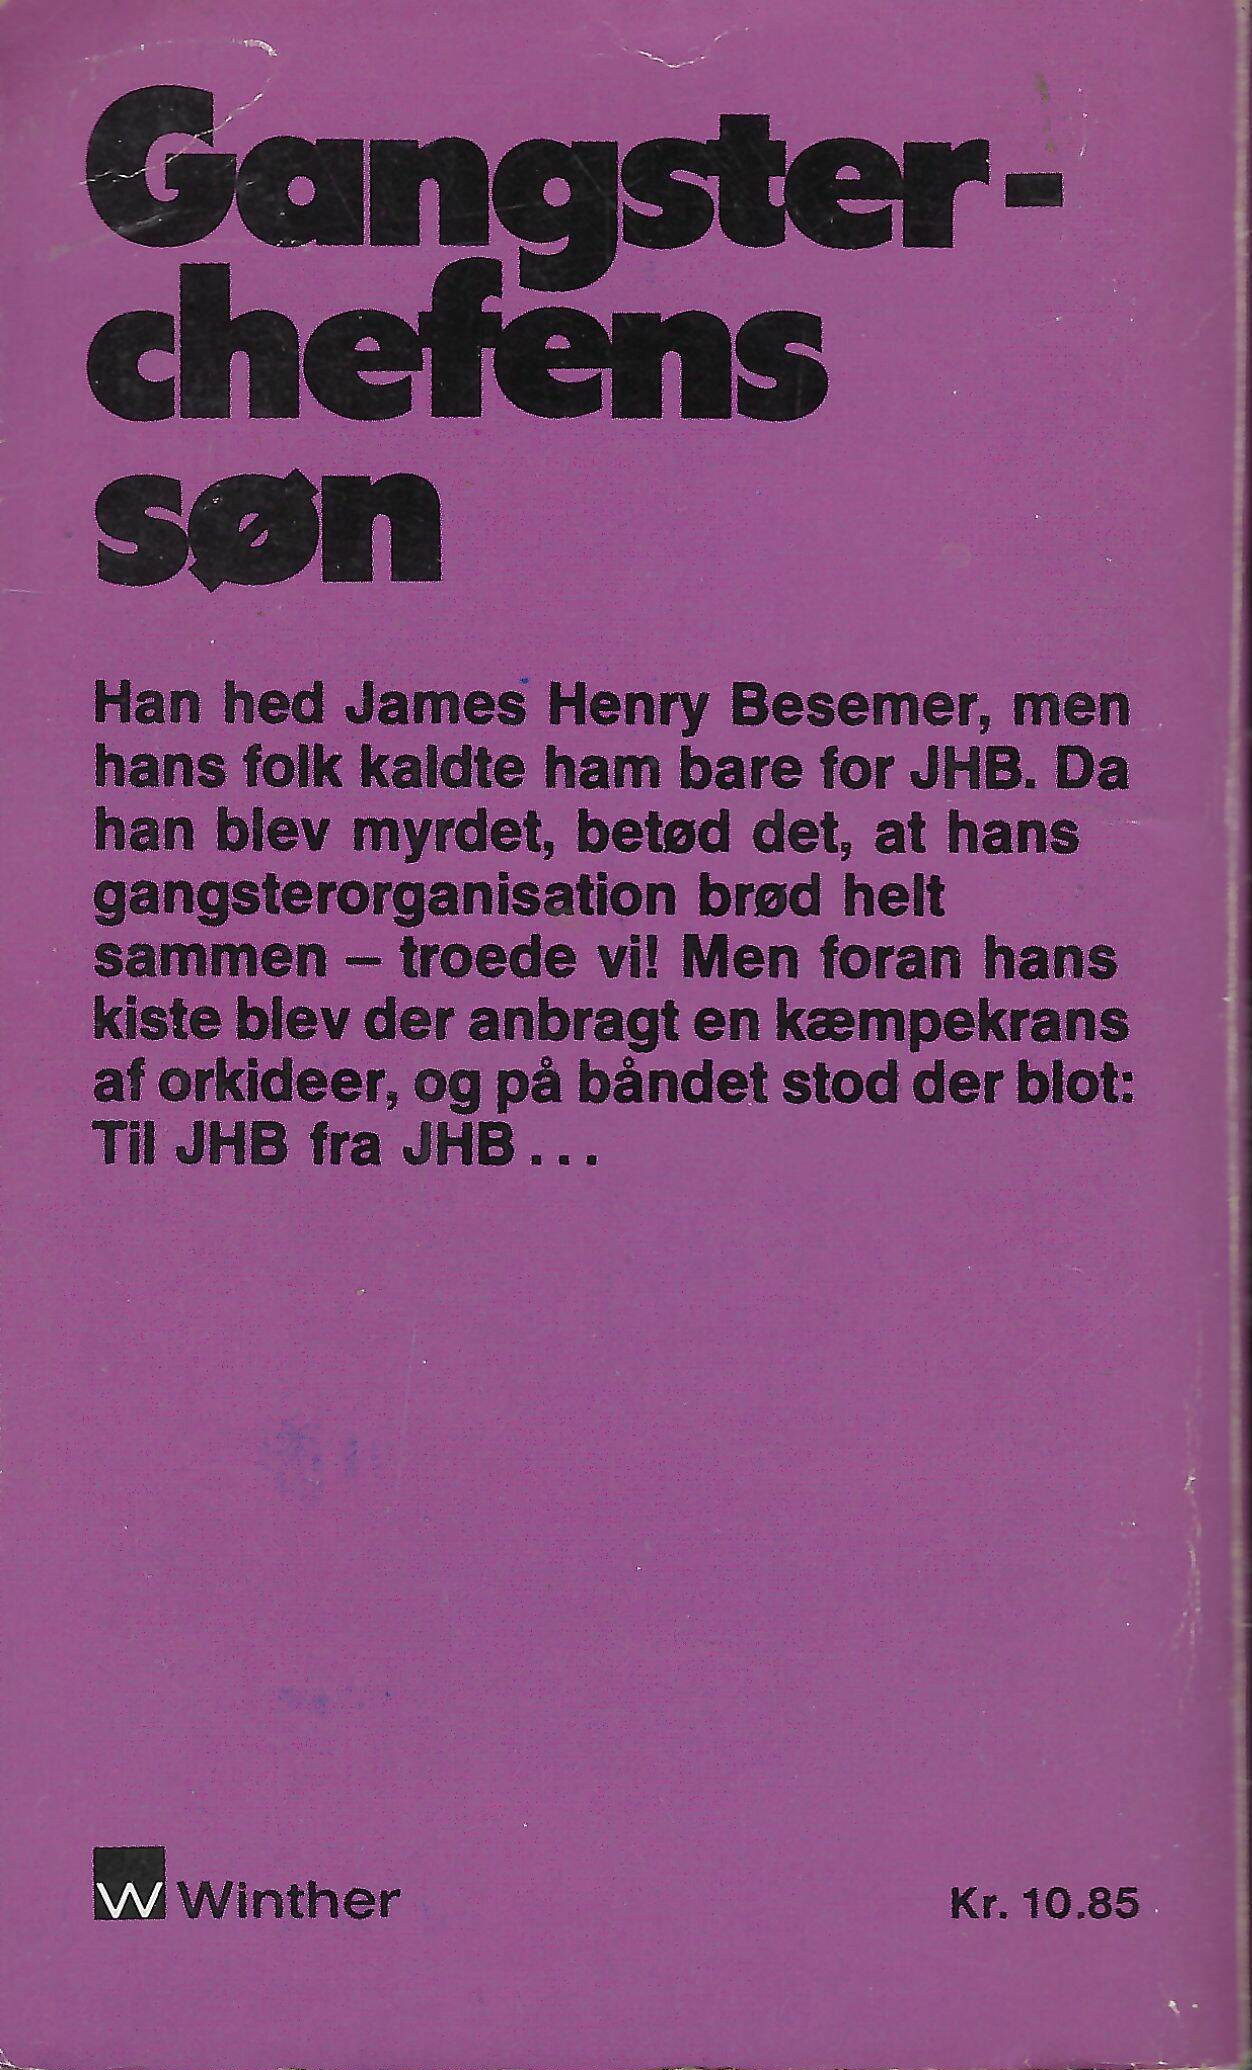 Gangster-
chefens
søn
Han hed James Henry Besemer, men
hans folk kaldte ham bare for JHB. Da
han blev myrdet, betød det, at hans
gangsterorganisation brød helt
sammen – troede vi! Men foran hans
kiste blev der anbragt en kæmpekrans
af orkideer, og på båndet stod der blot:
Til JHB fra JHB...
W Winther
Kr. 10.85